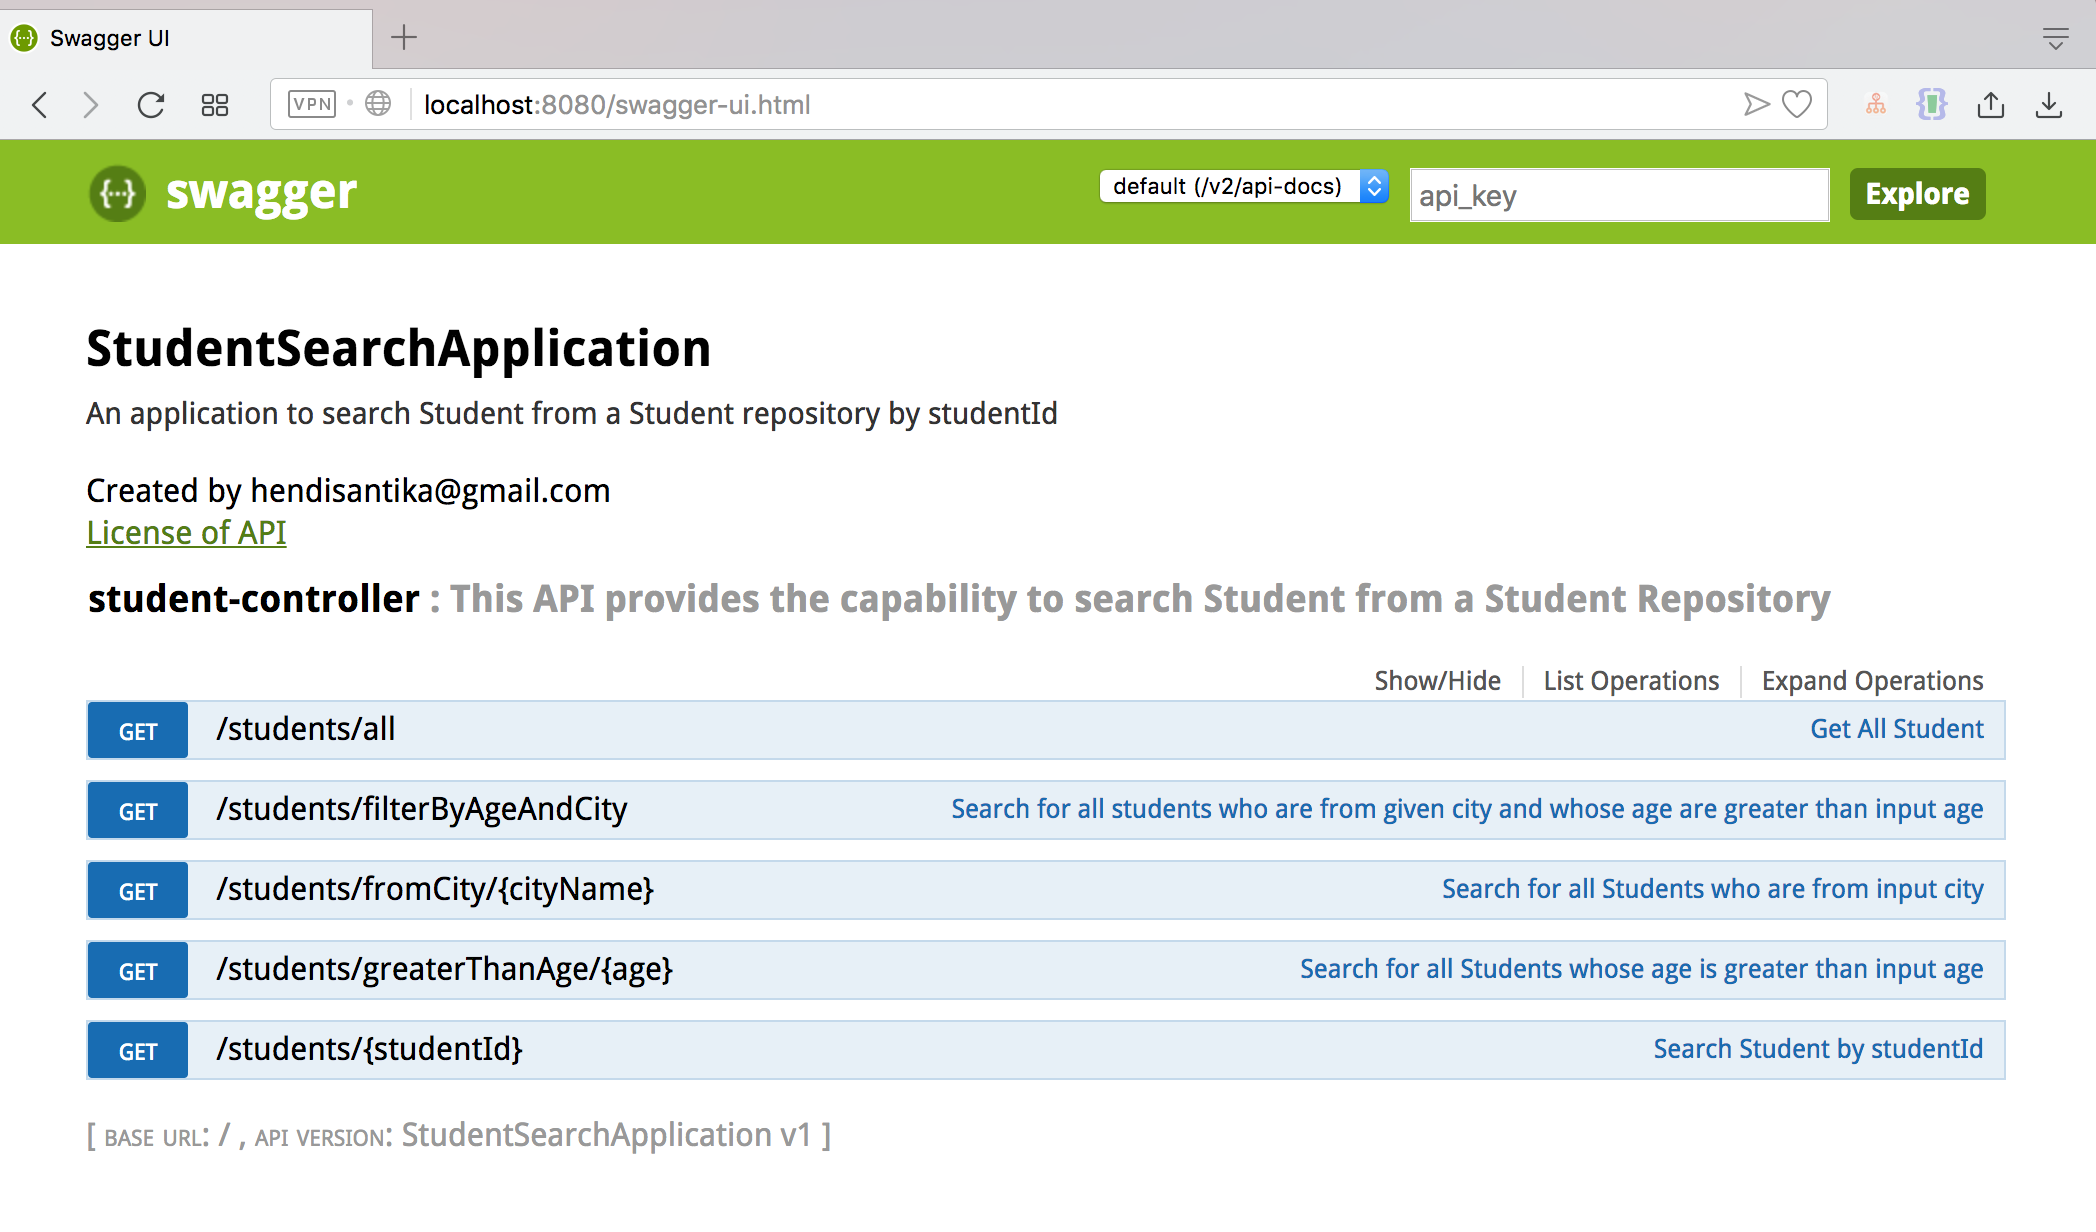 Swagger UI
VPN localhost:8080/swagger-ui.html
{···} swagger default (/v2/api-docs) api_key Explore
StudentSearchApplication
An application to search Student from a Student repository by studentId
Created by hendisantika@gmail.com
License of API
student-controller : This API provides the capability to search Student from a Student Repository
Show/Hide List Operations Expand Operations
GET /students/all Get All Student
GET /students/filterByAgeAndCity Search for all students who are from given city and whose age are greater than input age
GET /students/fromCity/{cityName} Search for all Students who are from input city
GET /students/greaterThanAge/{age} Search for all Students whose age is greater than input age
GET /students/{studentId} Search Student by studentId
[ BASE URL: / , API VERSION: StudentSearchApplication v1 ]